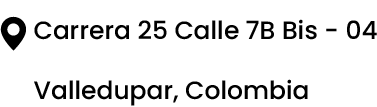 Carrera 25 Calle 7B Bis - 04
Valledupar, Colombia